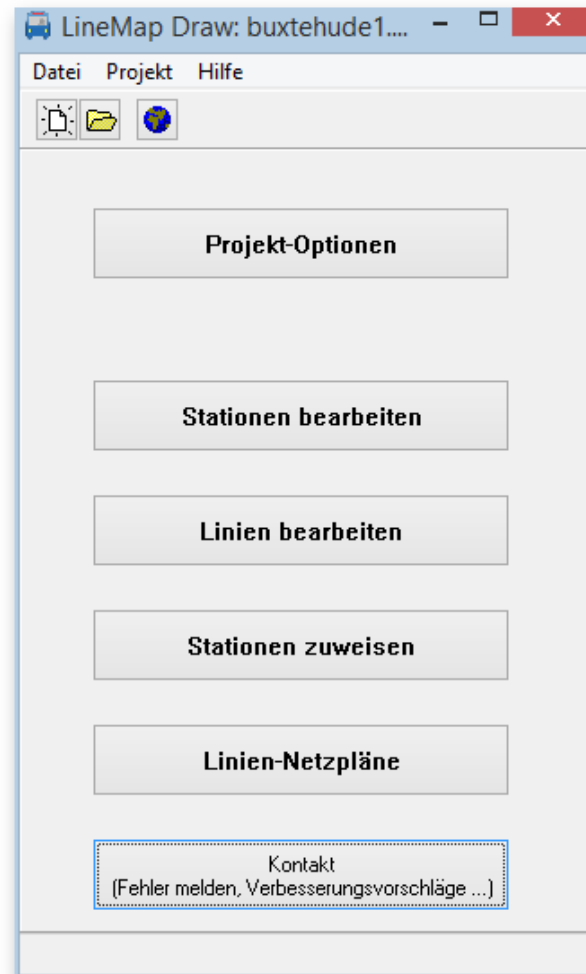 LineMap Draw: buxtehude1....
Datei Projekt Hilfe
Projekt-Optionen
Stationen bearbeiten
Linien bearbeiten
Stationen zuweisen
Linien-Netzpläne
Kontakt
(Fehler melden, Verbesserungsvorschläge ...)